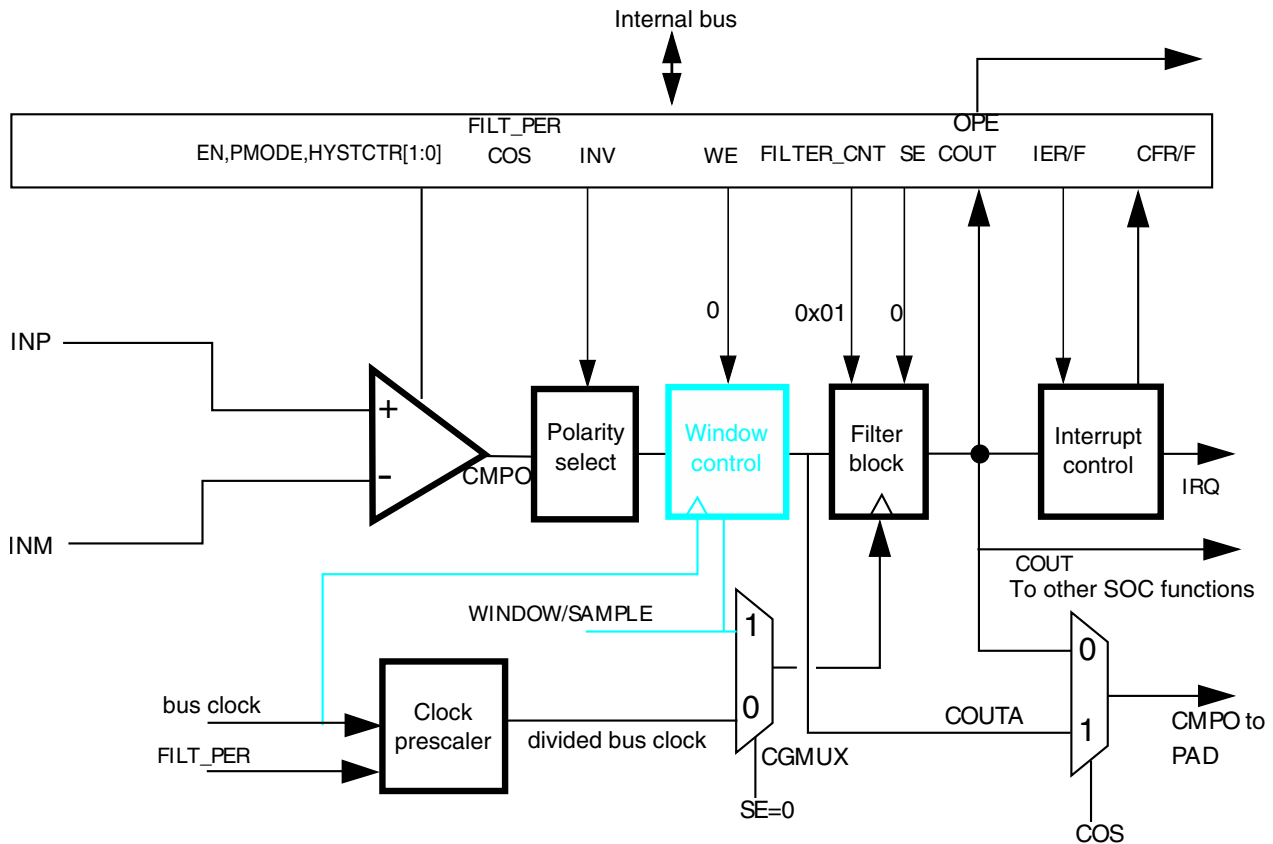 Internal bus
FILT_PER
OPE
EN,PMODE,HYSTCTR[1:0]
COS
INV
WE
FILTER_CNT
SE
COUT
IER/F
CFR/F
0
0x01
0
INP
+
-
INM
CMPO
Polarity
select
Window
control
Filter
block
Interrupt
control
IRQ
COUT
To other SOC functions
WINDOW/SAMPLE
1
0
bus clock
FILT_PER
Clock
prescaler
divided bus clock
CGMUX
SE=0
COUTA
0
1
CMPO to
PAD
COS